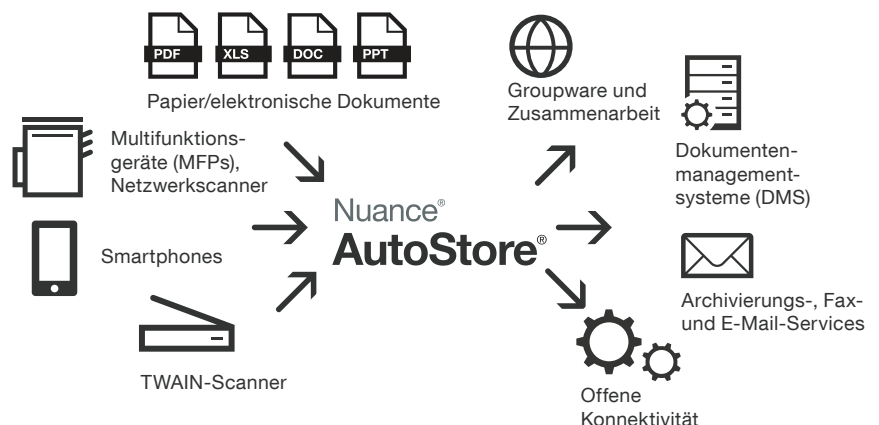 PDF
XLS
DOC
PPT
Papier/elektronische Dokumente
Multifunktions-
geräte (MFPs),
Netzwerkscanner
Smartphones
TWAIN-Scanner
Nuance®
AutoStore®
Groupware und
Zusammenarbeit
Dokumenten-
management-
systeme (DMS)
Archivierungs-, Fax-
und E-Mail-Services
Offene
Konnektivität